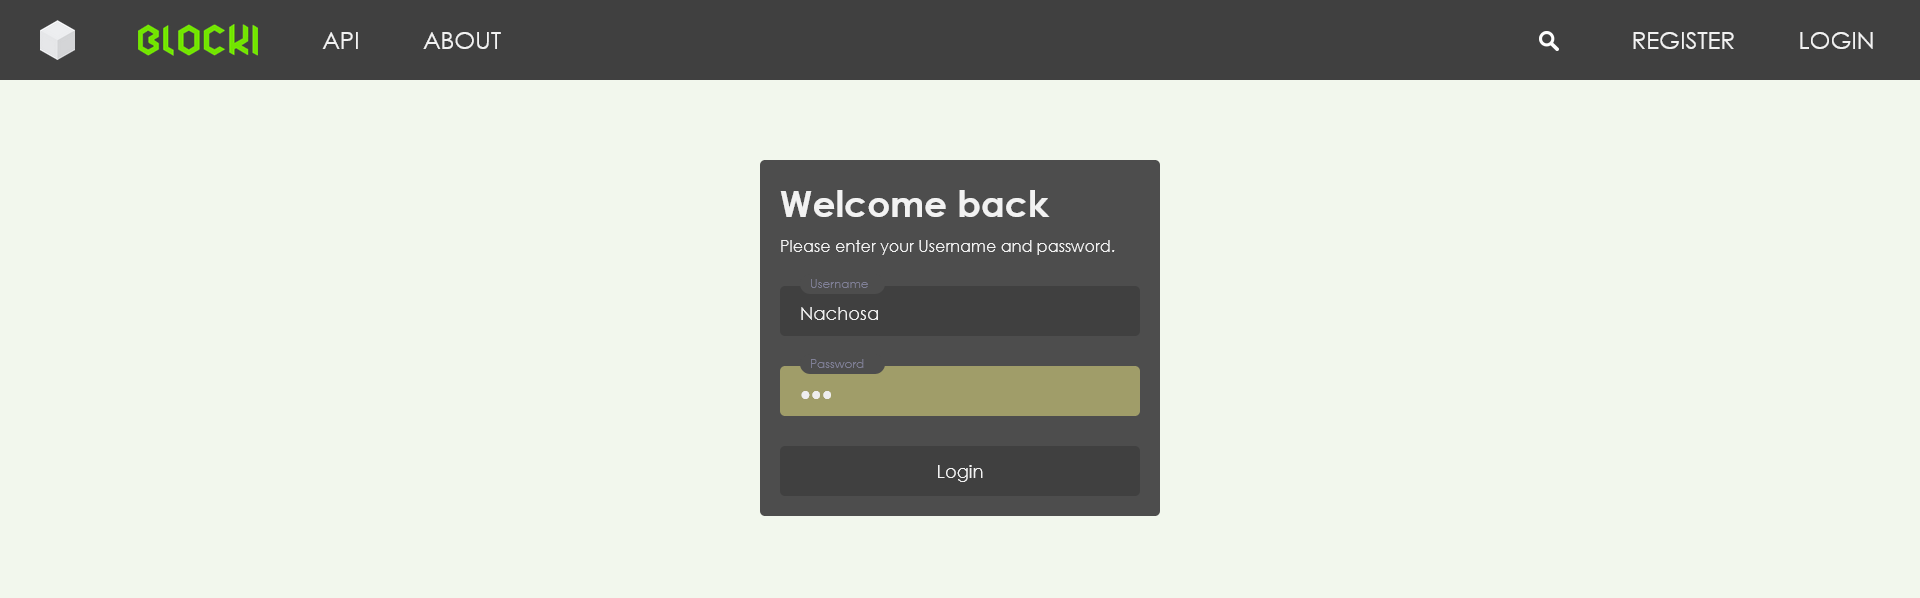 BLOCKI API ABOUT REGISTER LOGIN
Welcome back
Please enter your Username and password.
Username
Nachosa
Password
•••
Login